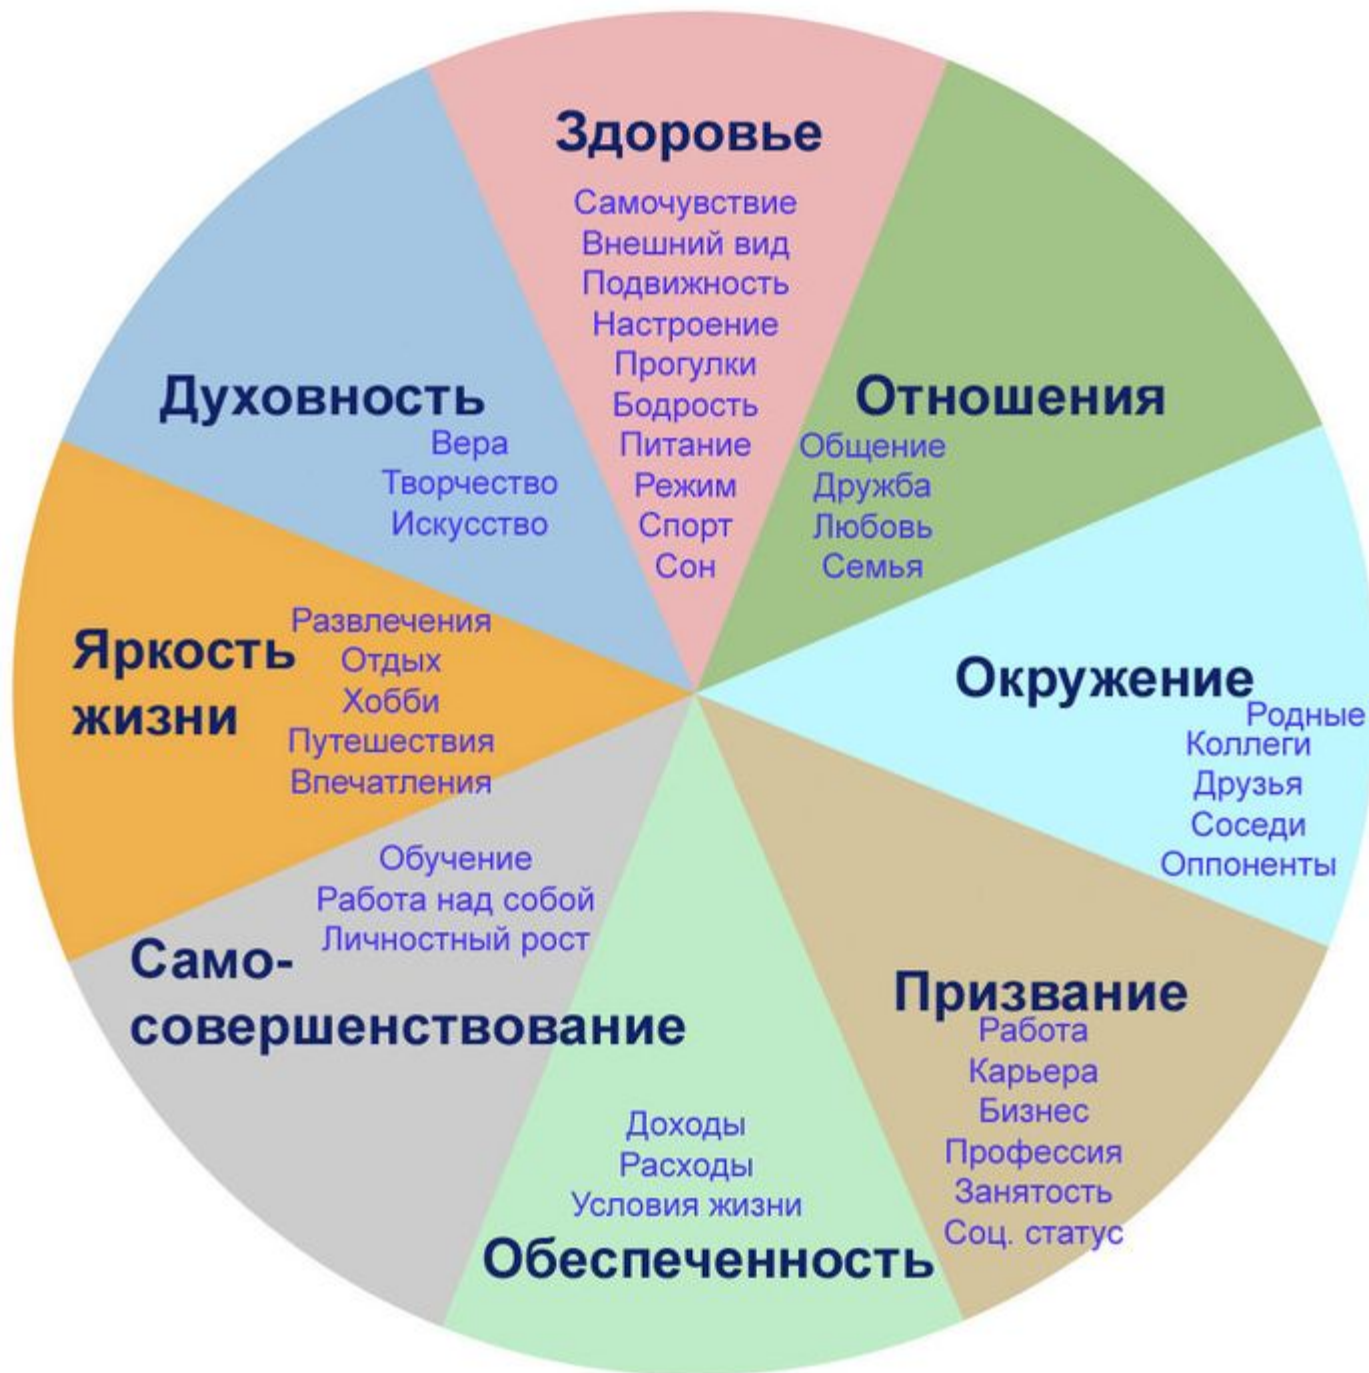 Здоровье
Самочувствие
Внешний вид
Подвижность
Настроение
Прогулки
Бодрость
Питание
Режим
Спорт
Сон
Отношения
Общение
Дружба
Любовь
Семья
Окружение
Родные
Коллеги
Друзья
Соседи
Оппоненты
Призвание
Работа
Карьера
Бизнес
Профессия
Занятость
Соц. статус
Доходы
Расходы
Условия жизни
Обеспеченность
Обучение
Работа над собой
Личностный рост
Само-
совершенствование
Яркость
жизни
Развлечения
Отдых
Хобби
Путешествия
Впечатления
Духовность
Вера
Творчество
Искусство